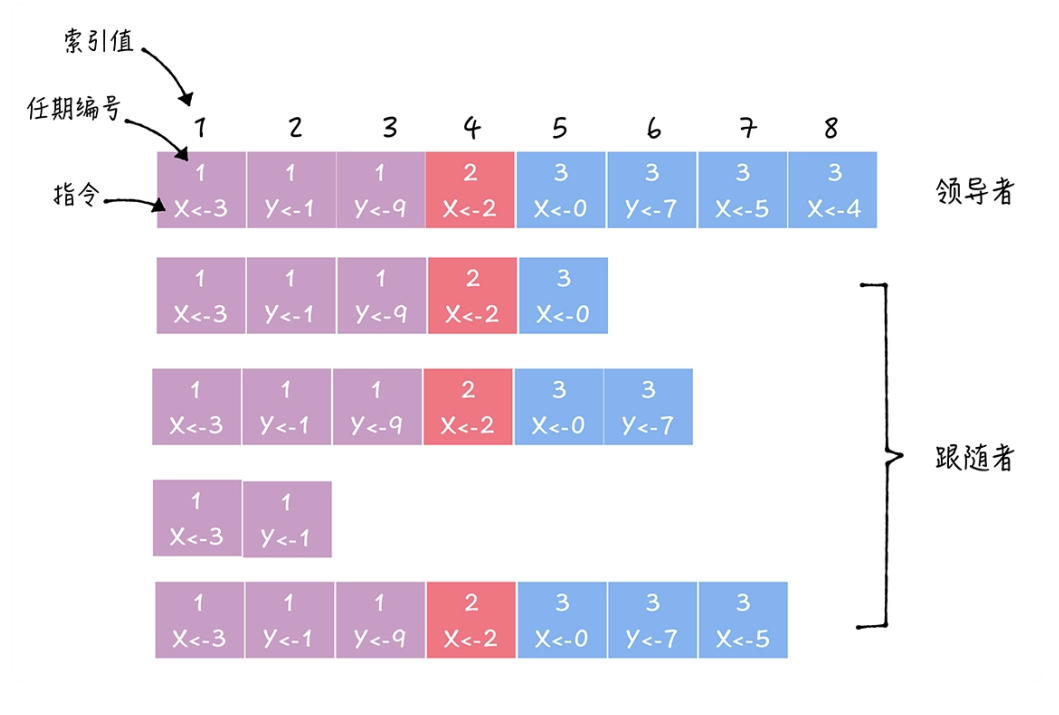 索引值
任期编号
指令
1 2 3 4 5 6 7 8
1 1 1 2 3 3 3 3
X<-3 Y<-1 Y<-9 X<-2 X<-0 Y<-7 X<-5 X<-4
领导者
1 1 1 2 3
X<-3 Y<-1 Y<-9 X<-2 X<-0
1 1 1 2 3 3
X<-3 Y<-1 Y<-9 X<-2 X<-0 Y<-7
跟随者
1 1
X<-3 Y<-1
1 1 1 2 3 3 3
X<-3 Y<-1 Y<-9 X<-2 X<-0 Y<-7 X<-5